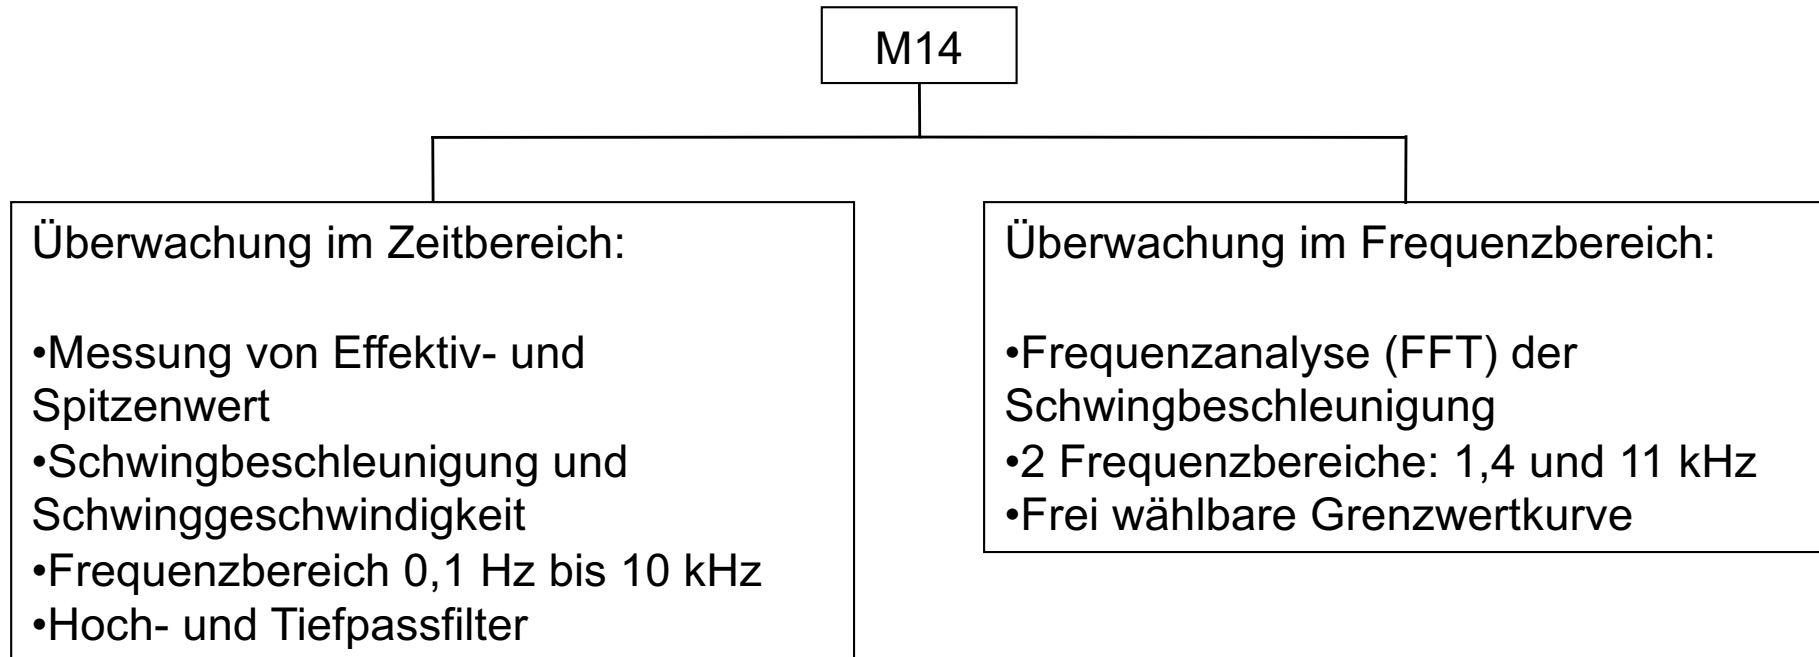 M14
Überwachung im Zeitbereich:
•Messung von Effektiv- und
Spitzenwert
•Schwingbeschleunigung und
Schwinggeschwindigkeit
•Frequenzbereich 0,1 Hz bis 10 kHz
•Hoch- und Tiefpassfilter
Überwachung im Frequenzbereich:
•Frequenzanalyse (FFT) der
Schwingbeschleunigung
•2 Frequenzbereiche: 1,4 und 11 kHz
•Frei wählbare Grenzwertkurve